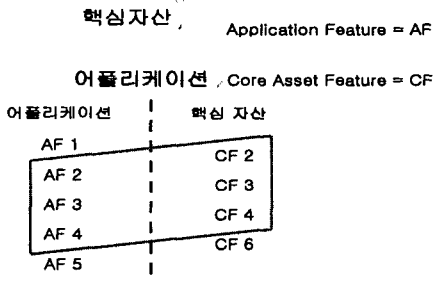 핵심자산, Application Feature = AF
어플리케이션, Core Asset Feature = CF
어플리케이션 핵심 자산
AF 1
CF 2
AF 2
CF 3
AF 3
CF 4
AF 4
CF 6
AF 5